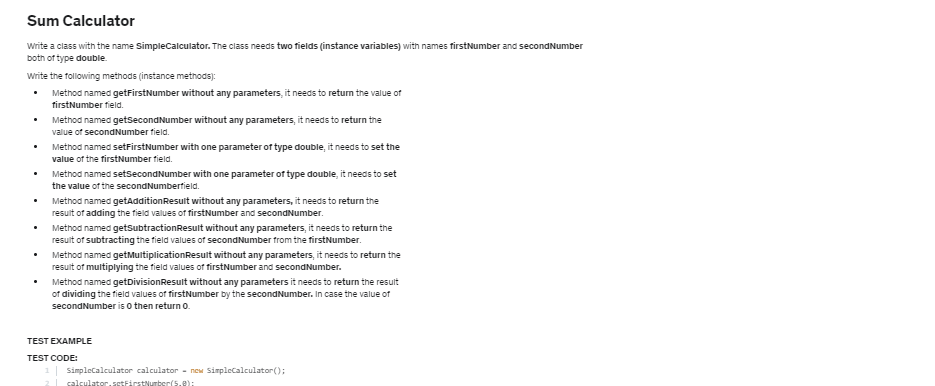 Sum Calculator
Write a class with the name SimpleCalculator. The class needs two fields (instance variables) with names firstNumber and secondNumber
both of type double.
Write the following methods (instance methods):
• Method named getFirstNumber without any parameters, it needs to return the value of
firstNumber field.
• Method named getSecondNumber without any parameters, it needs to return the
value of secondNumber field.
• Method named setFirstNumber with one parameter of type double, it needs to set the
value of the firstNumber field.
• Method named setSecondNumber with one parameter of type double, it needs to set
the value of the secondNumberfield.
• Method named getAdditionResult without any parameters, it needs to return the
result of adding the field values of firstNumber and secondNumber.
• Method named getSubtractionResult without any parameters, it needs to return the
result of subtracting the field values of secondNumber from the firstNumber.
• Method named getMultiplicationResult without any parameters, it needs to return the
result of multiplying the field values of firstNumber and secondNumber.
• Method named getDivisionResult without any parameters it needs to return the result
of dividing the field values of firstNumber by the secondNumber. In case the value of
secondNumber is 0 then return 0.
TEST EXAMPLE
TEST CODE:
1 SimpleCalculator calculator = new SimpleCalculator();
2 calculator.setFirstNumber(5.0);